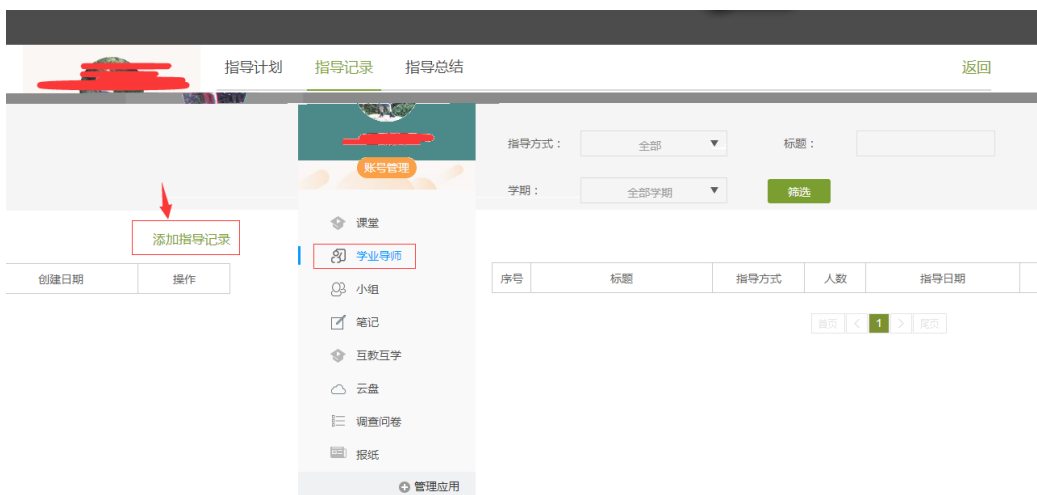 指导计划 指导记录 指导总结 返回
账号管理
指导方式： 全部 标题：
学期： 全部学期 筛选
添加指导记录
创建日期 操作
课堂
学业导师
小组
笔记
互教互学
云盘
调查问卷
报纸
管理应用
序号 标题 指导方式 人数 指导日期
首页 < 1 > 尾页